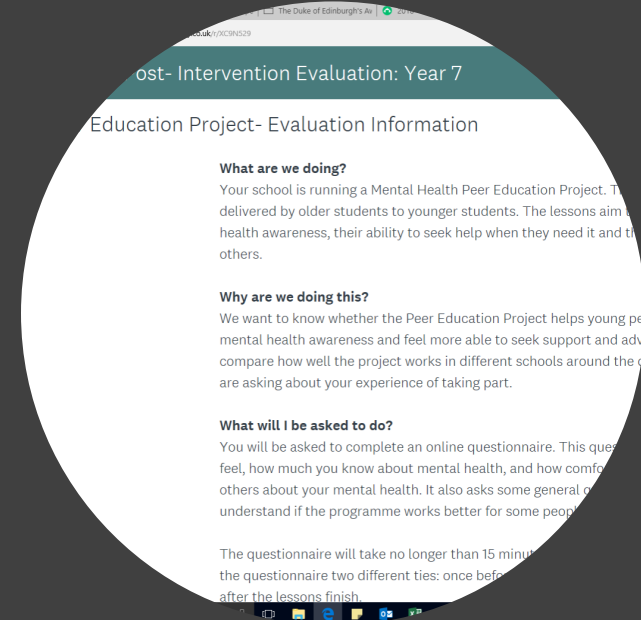 The Duke of Edinburgh's Aw
.co.uk/r/XC9N529
ost- Intervention Evaluation: Year 7
Education Project- Evaluation Information
What are we doing?
Your school is running a Mental Health Peer Education Project. T
delivered by older students to younger students. The lessons aim
health awareness, their ability to seek help when they need it and th
others.
Why are we doing this?
We want to know whether the Peer Education Project helps young pe
mental health awareness and feel more able to seek support and adv
compare how well the project works in different schools around the
are asking about your experience of taking part.
What will I be asked to do?
You will be asked to complete an online questionnaire. This ques
feel, how much you know about mental health, and how comfo
others about your mental health. It also asks some general q
understand if the programme works better for some peopl
The questionnaire will take no longer than 15 minut
the questionnaire two different ties: once befo
after the lessons finish.